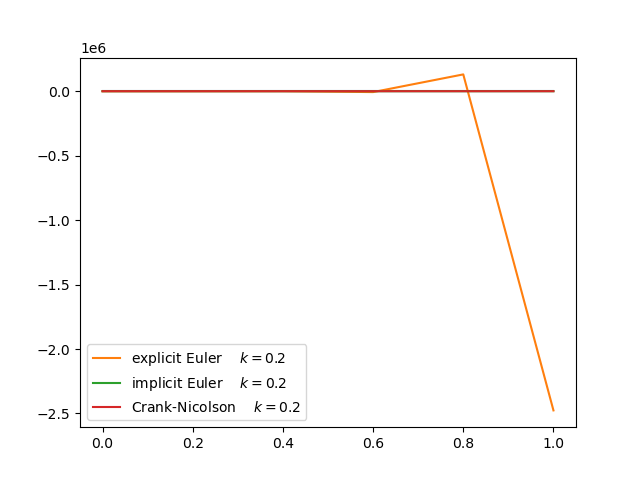 1e6
0.0
−0.5
−1.0
−1.5
−2.0
−2.5
explicit Euler k = 0.2
implicit Euler k = 0.2
Crank-Nicolson k = 0.2
0.0 0.2 0.4 0.6 0.8 1.0